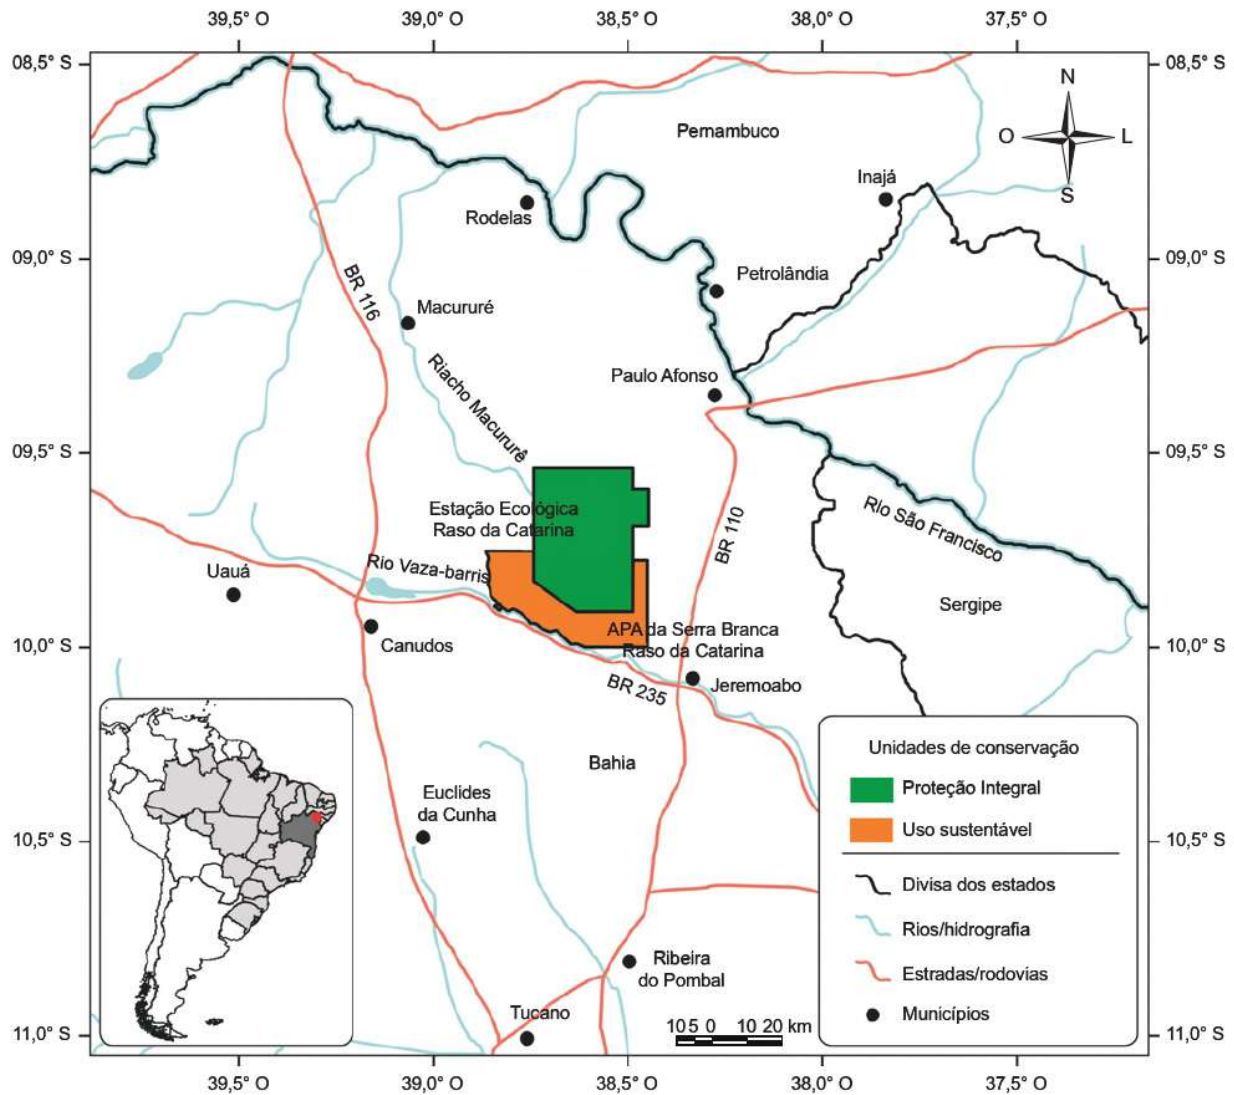 39,5° O
39,0° O
38,5° O
38,0° O
37,5° O
08,5° S
08,5° S
N
O
L
S
Pernambuco
Inajá
Rodelas
09,0° S
09,0° S
Petrolândia
BR 116
Macururé
Riacho Macururê
Paulo Afonso
09,5° S
09,5° S
Estação Ecológica
Raso da Catarina
BR 110
Rio São Francisco
Rio Vaza-barris
Uauá
Sergipe
APA da Serra Branca
Raso da Catarina
10,0° S
10,0° S
Canudos
BR 235
Jeremoabo
Bahia
Unidades de conservação
Proteção Integral
Uso sustentável
Euclides
da Cunha
10,5° S
10,5° S
Divisa dos estados
Rios/hidrografia
Estradas/rodovias
Municípios
Ribeira
do Pombal
Tucano
10 5 0 10 20 km
11,0° S
11,0° S
39,5° O
39,0° O
38,5° O
38,0° O
37,5° O